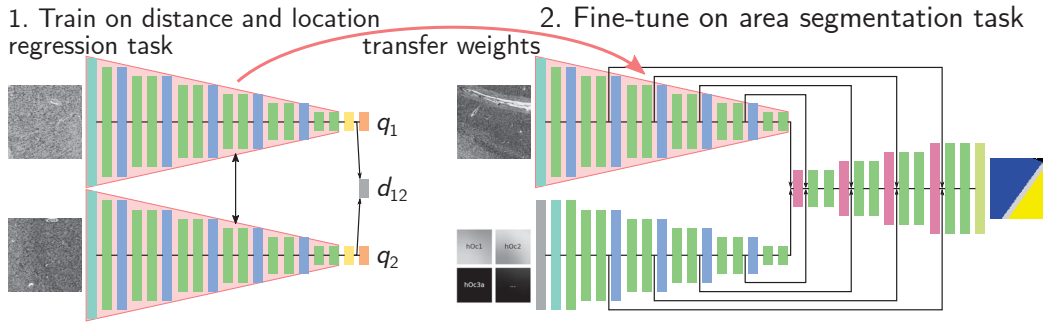 1. Train on distance and location
regression task
transfer weights
2. Fine-tune on area segmentation task
q1
d12
q2
hOc1
hOc2
hOc3a
...